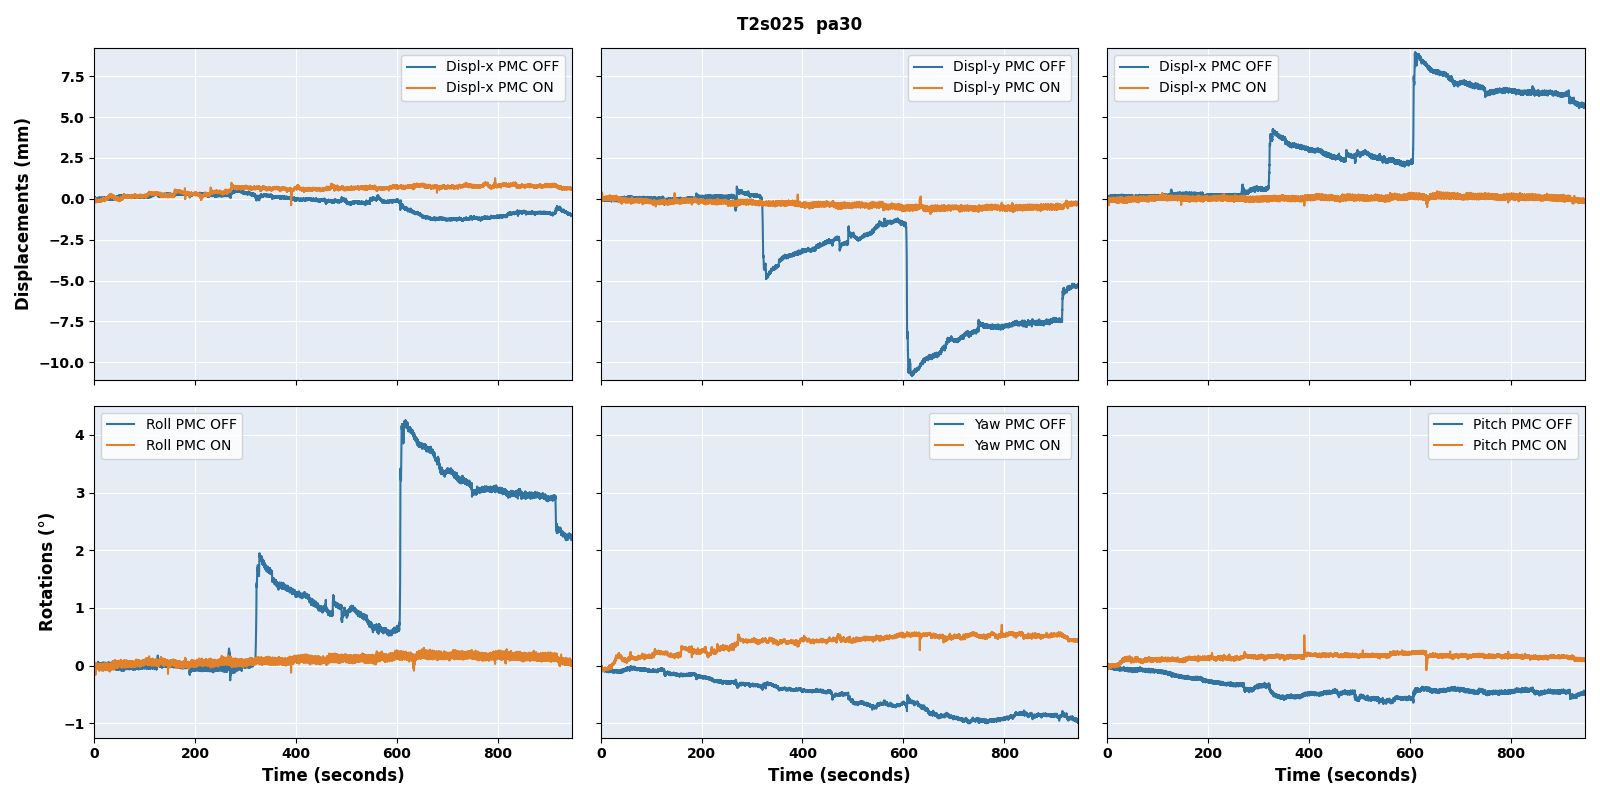 T2s025  pa30
Displacements (mm)
7.5
5.0
2.5
0.0
−2.5
−5.0
−7.5
−10.0
Displ-x PMC OFF
Displ-x PMC ON
Displ-y PMC OFF
Displ-y PMC ON
Displ-x PMC OFF
Displ-x PMC ON
Rotations (°)
4
3
2
1
0
−1
Roll PMC OFF
Roll PMC ON
Yaw PMC OFF
Yaw PMC ON
Pitch PMC OFF
Pitch PMC ON
0 200 400 600 800
0 200 400 600 800
0 200 400 600 800
Time (seconds)
Time (seconds)
Time (seconds)